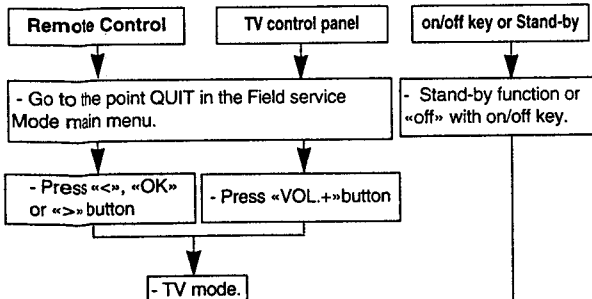 Remote Control
TV control panel
on/off key or Stand-by
- Go to the point QUIT in the Field service
Mode main menu.
- Stand-by function or
«off» with on/off key.
- Press «<», «OK»
or «>» button
- Press «VOL.+»button
- TV mode.